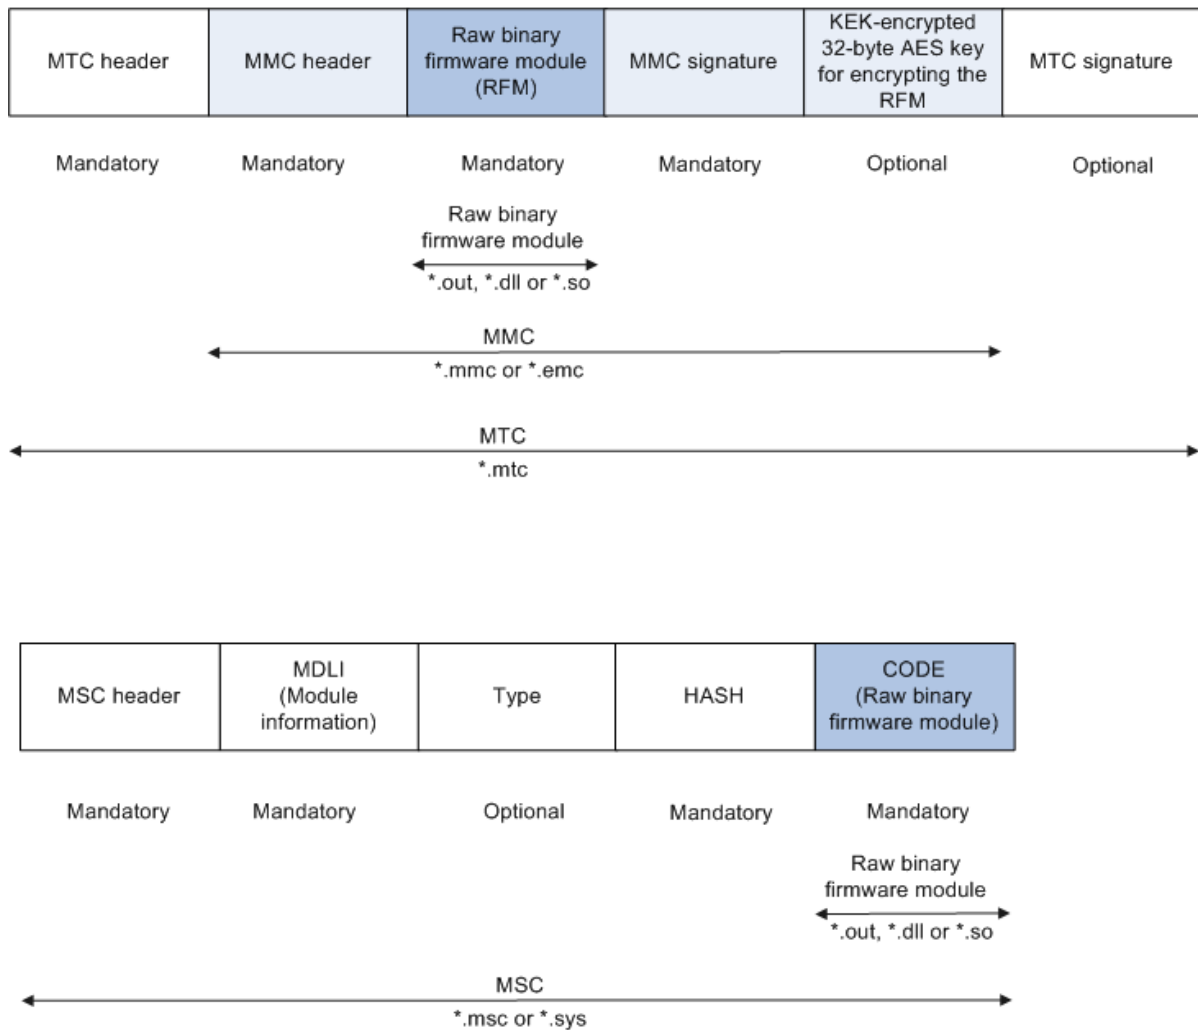 MTC header
MMC header
Raw binary
firmware module
(RFM)
MMC signature
KEK-encrypted
32-byte AES key
for encrypting the
RFM
MTC signature
Mandatory
Mandatory
Mandatory
Mandatory
Optional
Optional
Raw binary
firmware module
*.out, *.dll or *.so
MMC
*.mmc or *.emc
MTC
*.mtc
MSC header
MDLI
(Module
information)
Type
HASH
CODE
(Raw binary
firmware module)
Mandatory
Mandatory
Optional
Mandatory
Mandatory
Raw binary
firmware module
*.out, *.dll or *.so
MSC
*.msc or *.sys